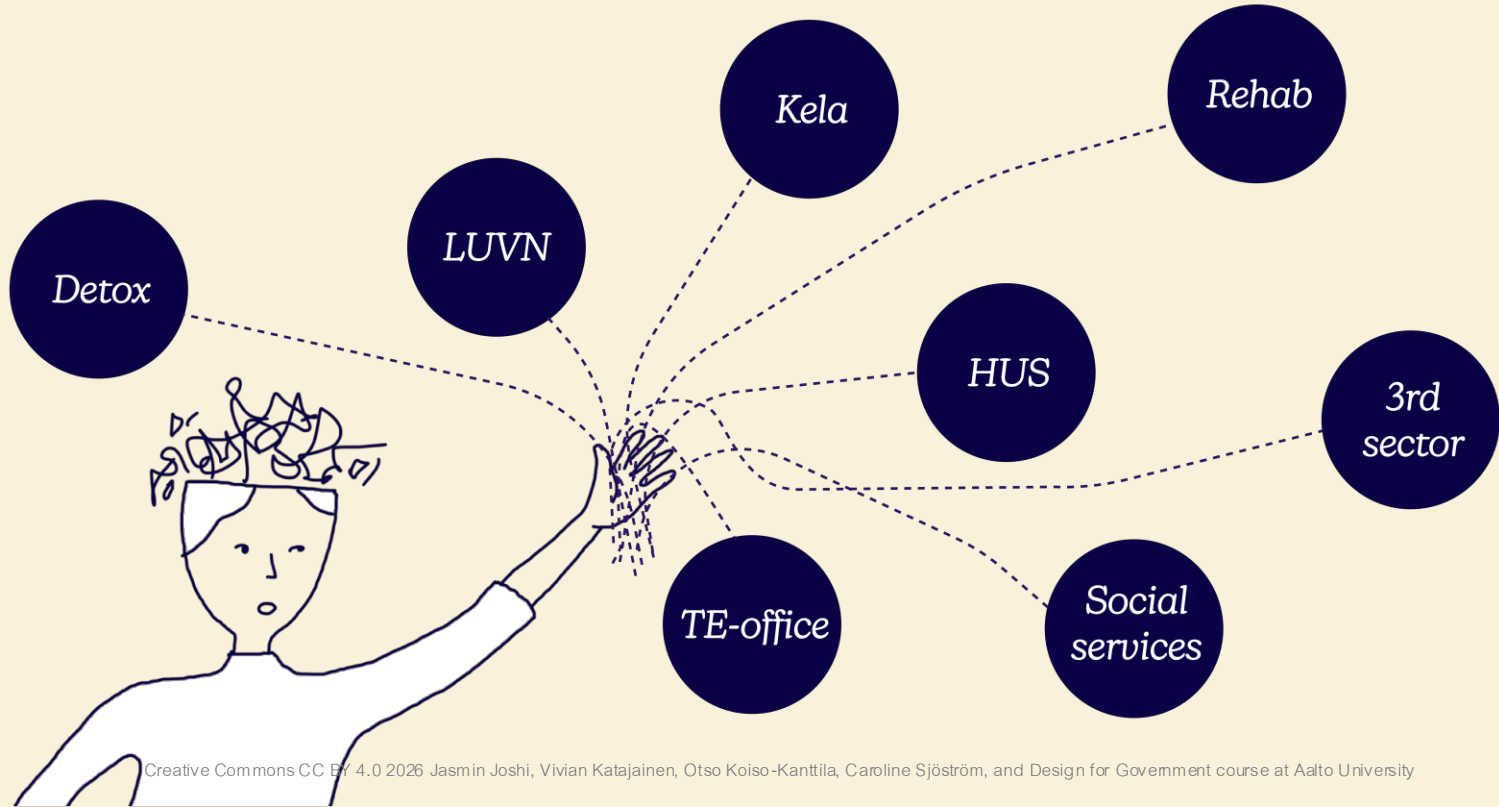 Kela
Rehab
LUVN
Detox
HUS
3rd
sector
TE-office
Social
services
Creative Commons CC BY 4.0 2026 Jasmin Joshi, Vivian Katajainen, Otso Koiso-Kanttila, Caroline Sjöström, and Design for Government course at Aalto University